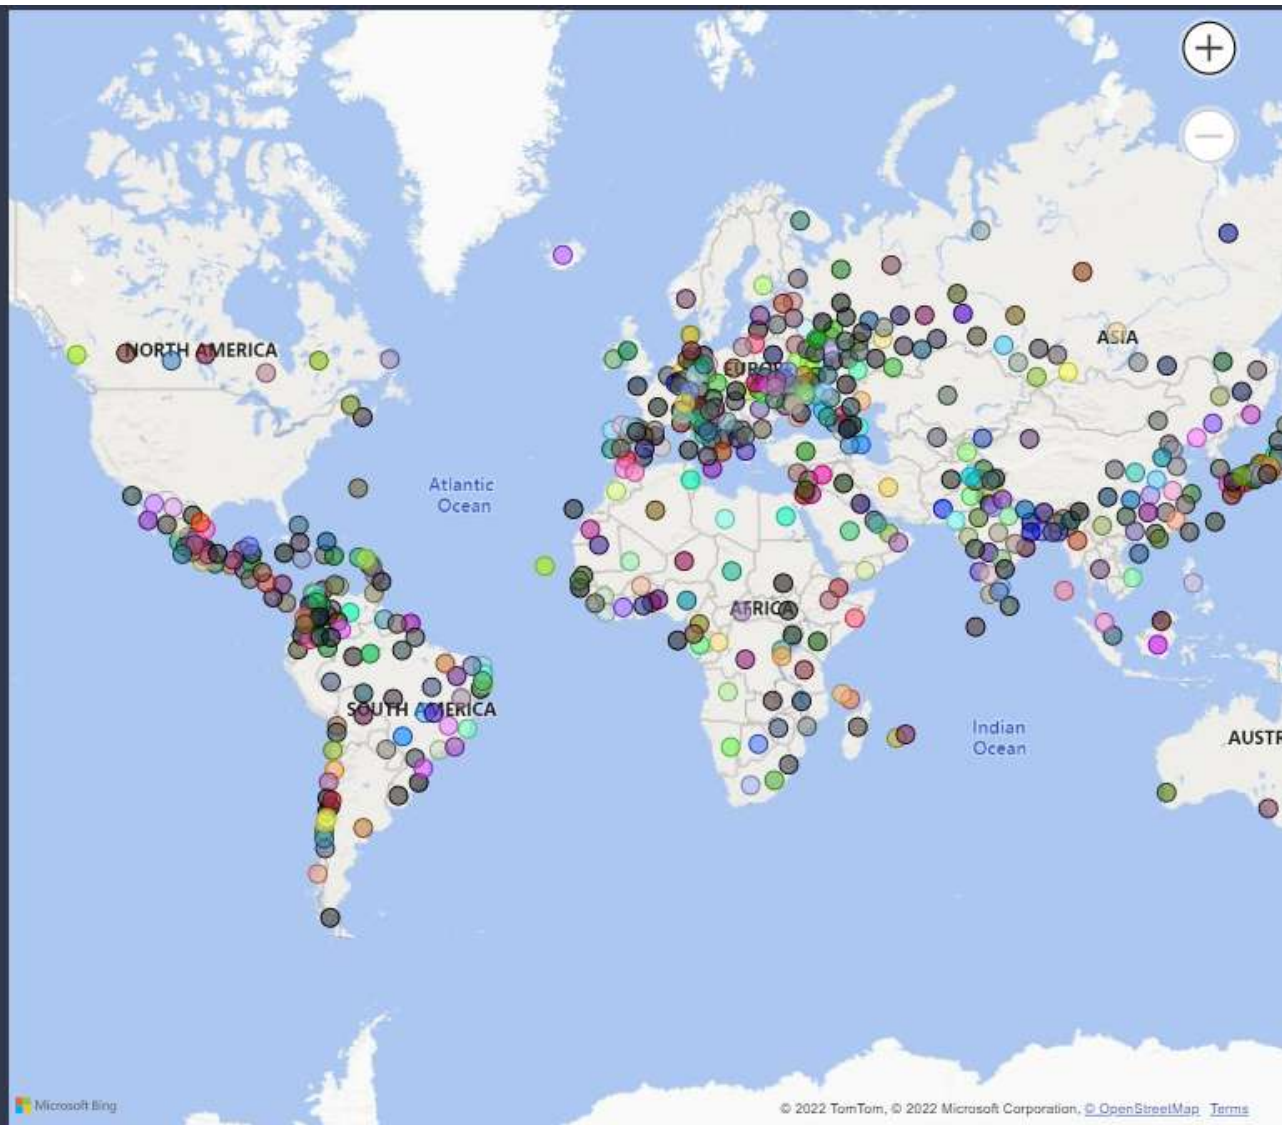 NORTH AMERICA
ASIA
EUROP
Atlantic
Ocean
AFRICA
SOUTH AMERICA
Indian
Ocean
AUSTR
Microsoft Bing
© 2022 TomTom, © 2022 Microsoft Corporation, © OpenStreetMap Terms